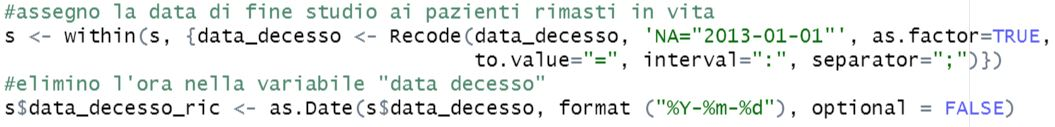 #assegno la data di fine studio ai pazienti rimasti in vita
s <- within(s, {data_decesso <- Recode(data_decesso, 'NA="2013-01-01"', as.factor=TRUE,
to.value="=", interval=":", separator=";")})
#elimino l'ora nella variabile "data decesso"
s$data_decesso_ric <- as.Date(s$data_decesso, format ("%Y-%m-%d"), optional = FALSE)